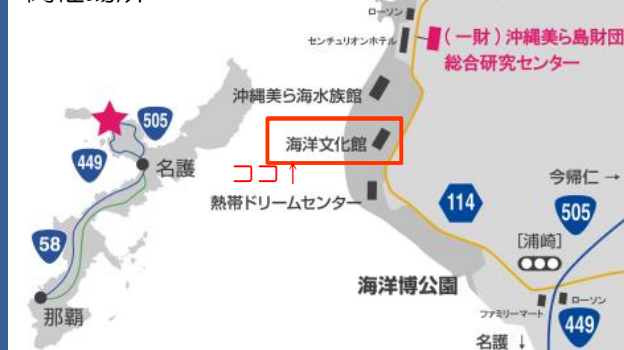 ローソン
センチュリオンホテル
(一財)沖縄美ら島財団
総合研究センター
沖縄美ら海水族館
505
海洋文化館
449
名護
ココ↑
今帰仁→
熱帯ドリームセンター
114
505
[浦崎]
58
海洋博公園
ローソン
那覇
ファミリーマート
449
名護↓